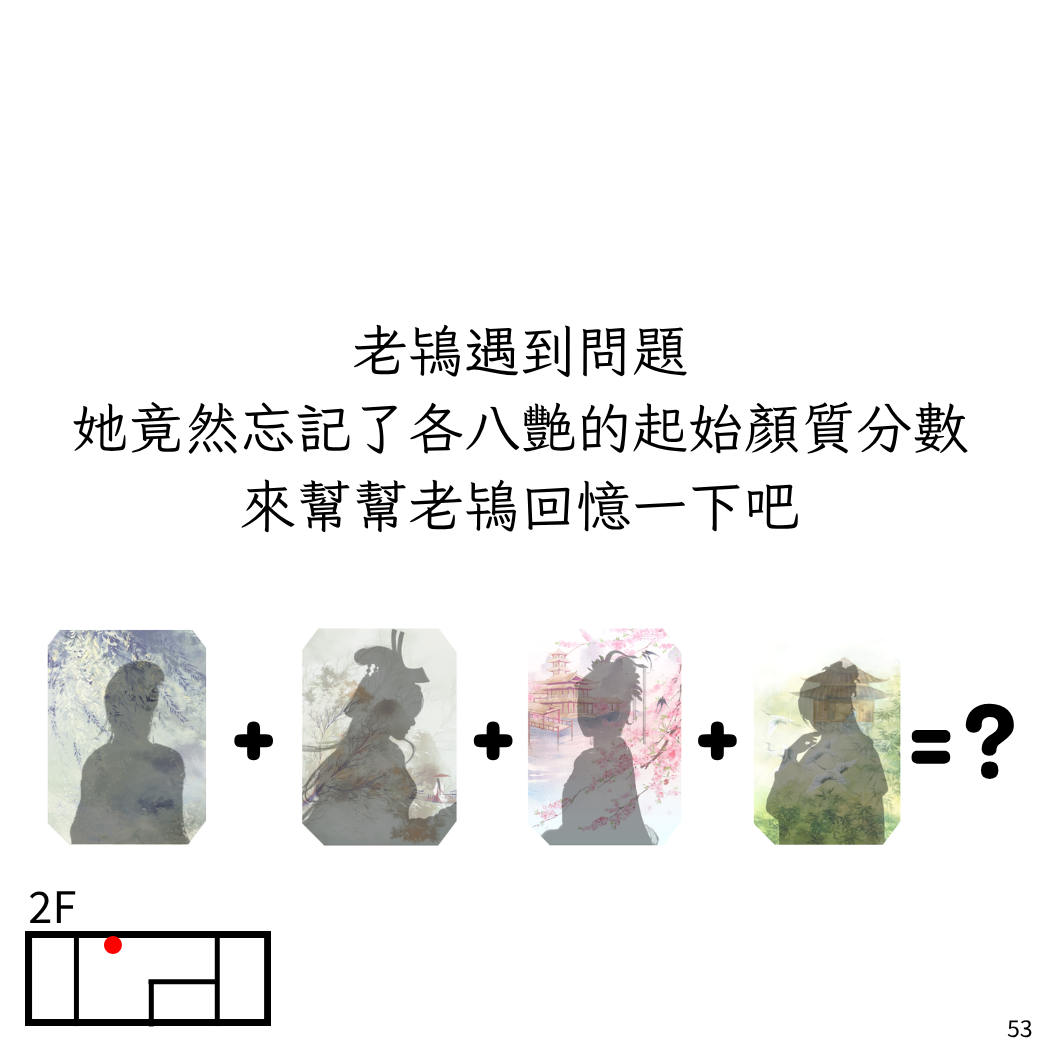 老鴇遇到問題
她竟然忘記了各八艷的起始顏質分數
來幫幫老鴇回憶一下吧
+ + + =?
2F
53